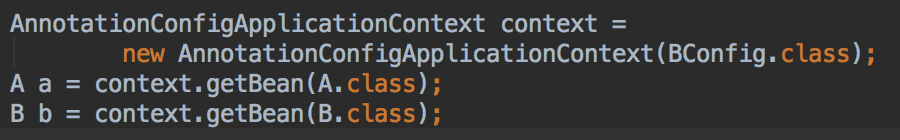 AnnotationConfigApplicationContext context =
new AnnotationConfigApplicationContext(BConfig.class);
A a = context.getBean(A.class);
B b = context.getBean(B.class);